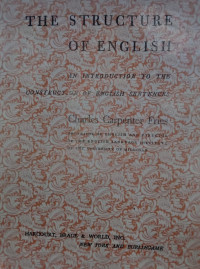 THE STRUCTURE
OF ENGLISH
AN INTRODUCTION TO THE
CONSTRUCTION OF ENGLISH SENTENCES
Charles Carpenter Fries
HARCOURT, BRACE & WORLD, INC.
NEW YORK AND BURLINGAME